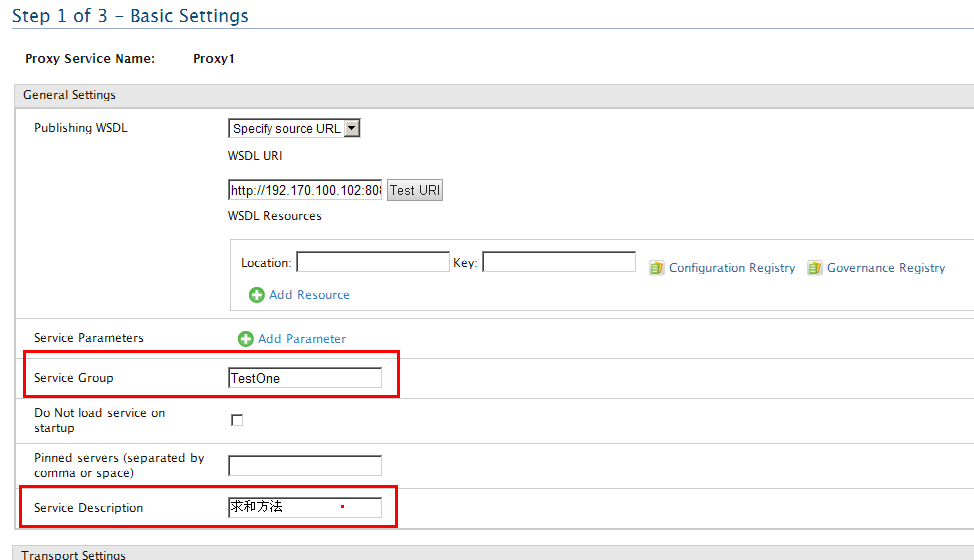 Step 1 of 3 - Basic Settings
Proxy Service Name: Proxy1
General Settings
Publishing WSDL Specify source URL
WSDL URI
http://192.170.100.102:808 Test URI
WSDL Resources
Location: Key: Configuration Registry Governance Registry
Add Resource
Service Parameters Add Parameter
Service Group TestOne
Do Not load service on
startup
Pinned servers (separated by
comma or space)
Service Description 求和方法
Transport Settings